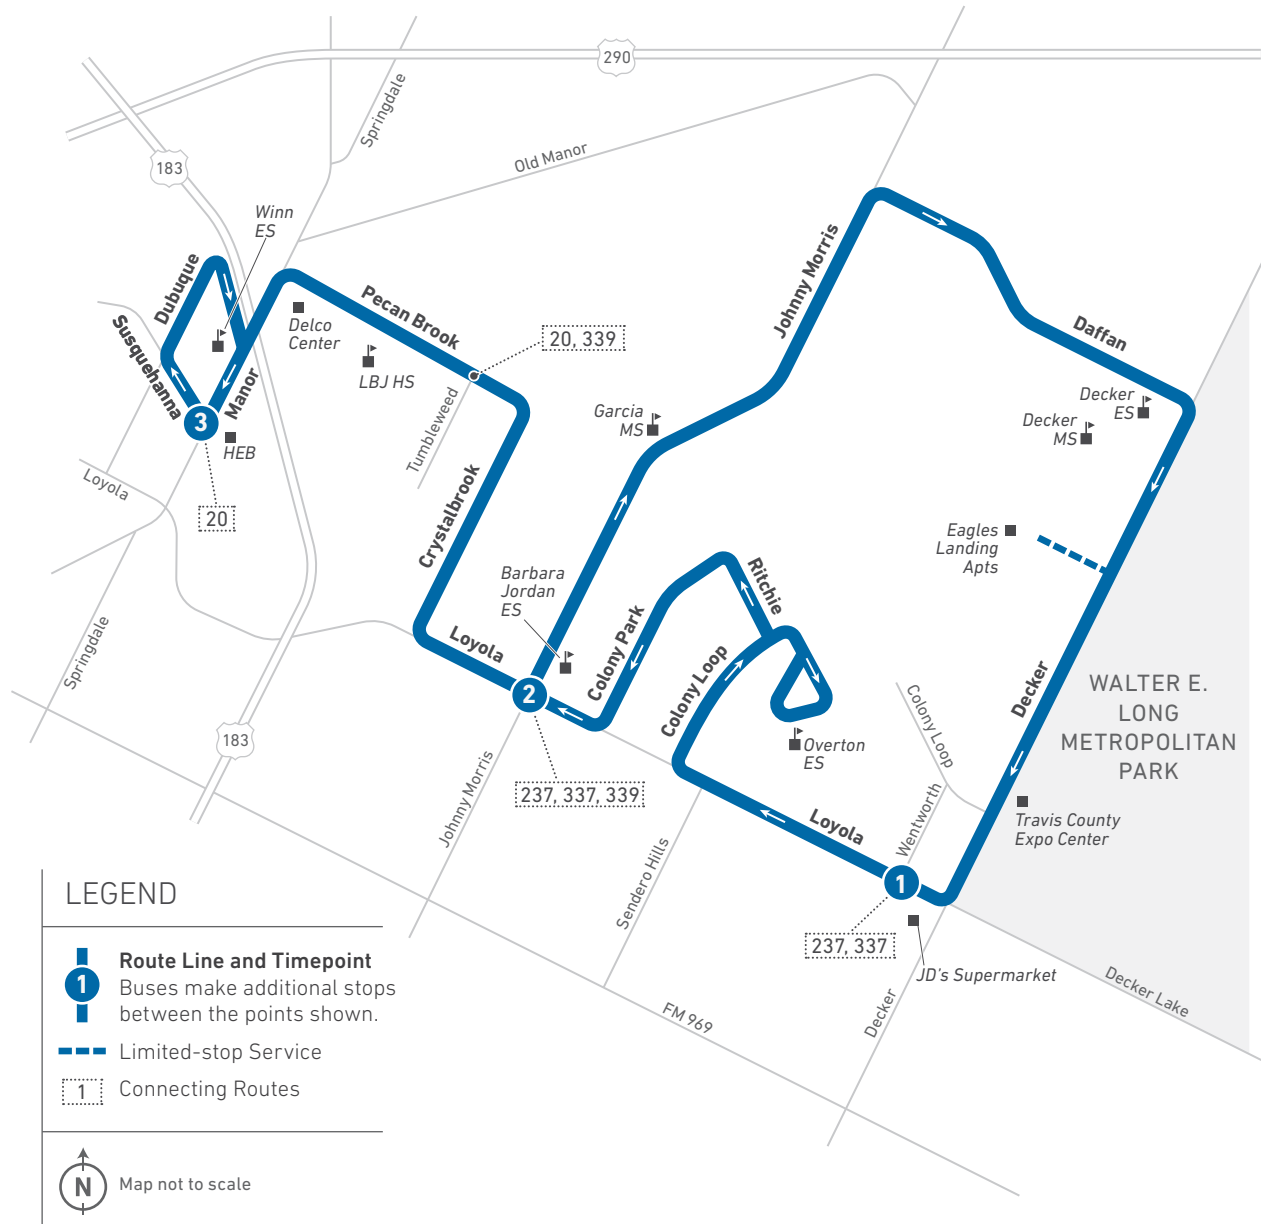 290
Springdale
Old Manor
183
Winn
ES
Dubuque
Susquehanna
Manor
Pecan Brook
Delco
Center
LBJ HS
20, 339
Johnny Morris
Daffan
Decker
ES
Decker
MS
Garcia
MS
Tumbleweed
3
HEB
Loyola
20
Crystalbrook
Eagles
Landing
Apts
Barbara
Jordan
ES
Ritchie
Colony Park
Loyola
Colony Loop
2
Springdale
183
Colony Loop
Decker
WALTER E.
LONG
METROPOLITAN
PARK
Overton
ES
237, 337, 339
Johnny Morris
Loyola
Wentworth
Travis County
Expo Center
Sendero Hills
1
237, 337
JD's Supermarket
Decker Lake
Decker
FM 969
LEGEND
1
Route Line and Timepoint
Buses make additional stops
between the points shown.
Limited-stop Service
1
Connecting Routes
N
Map not to scale